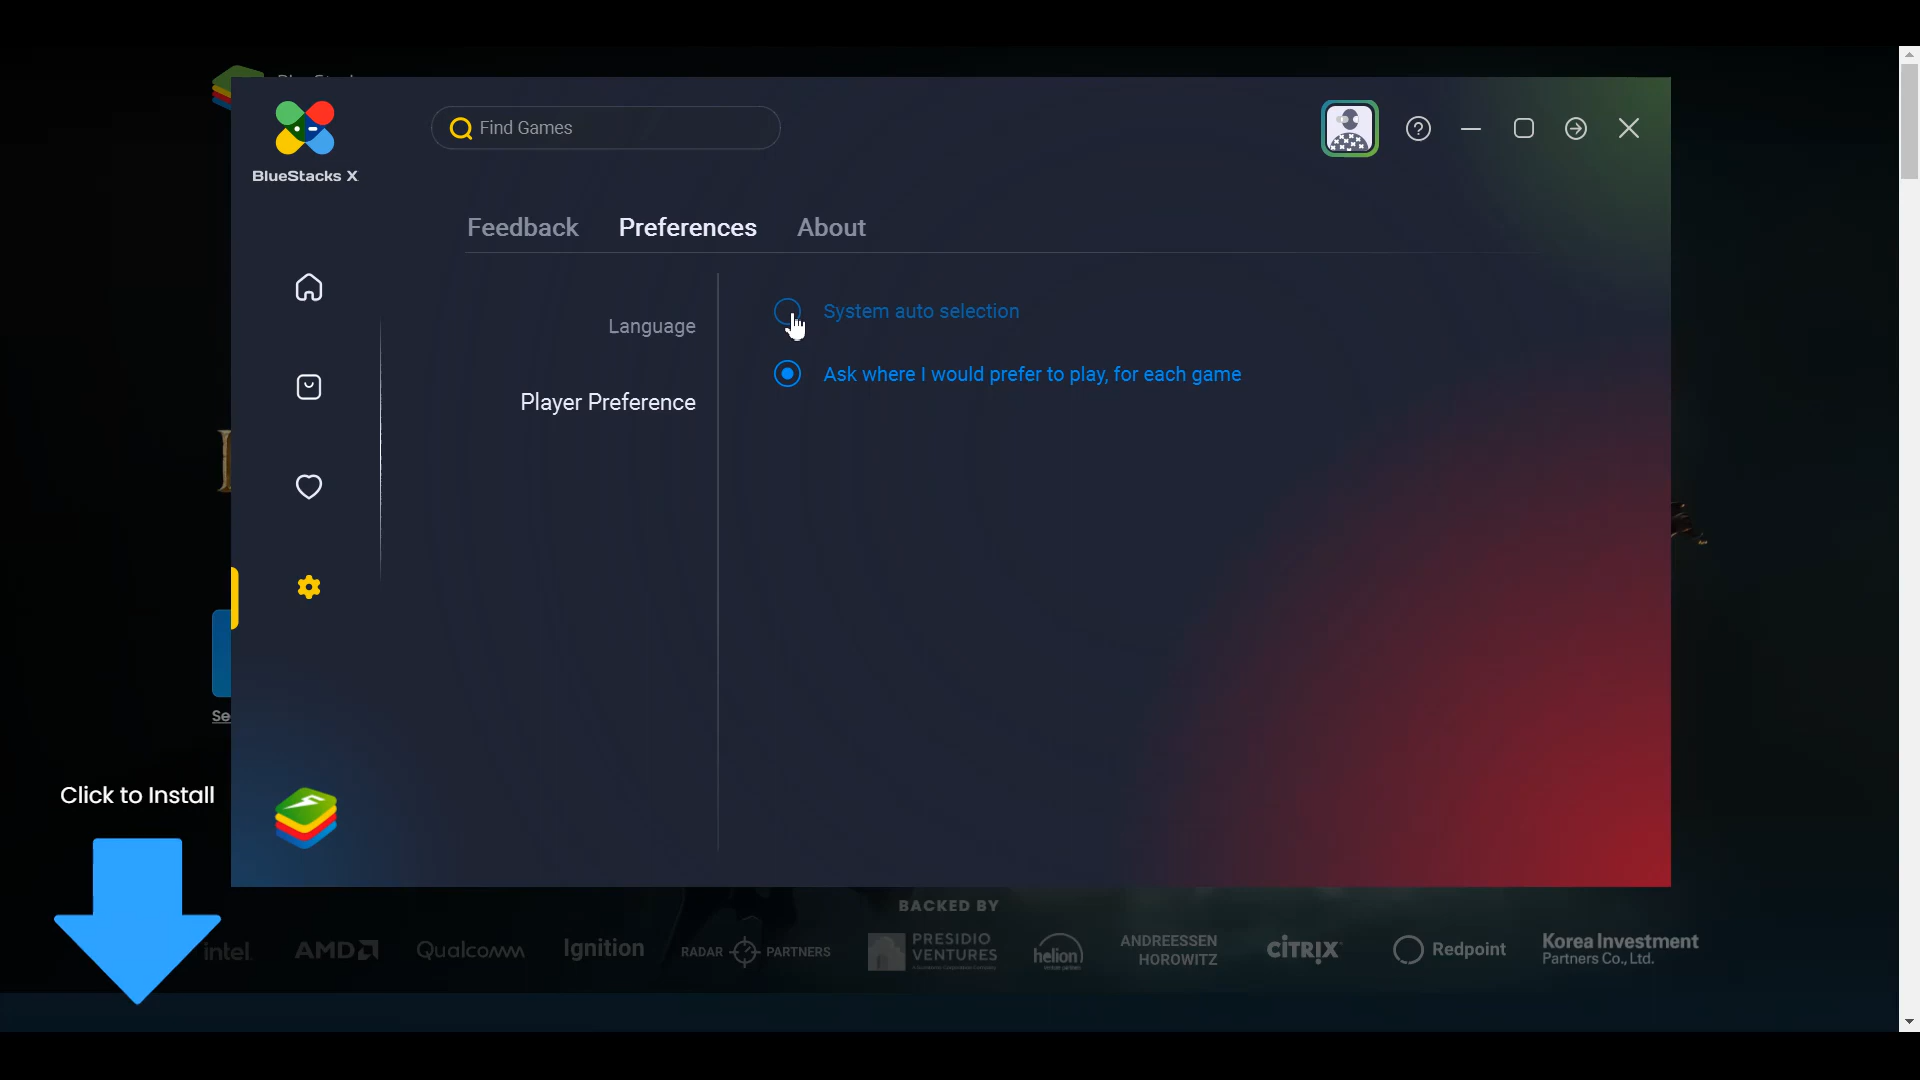 BlueStacks X
Find Games
Feedback
Preferences
About
Language
Player Preference
System auto selection
Ask where I would prefer to play, for each game
Se
Click to Install
BACKED BY
intel
AMD
Qualcomm
Ignition
RADAR PARTNERS
PRESIDIO
VENTURES
helion
ANDREESSEN
HOROWITZ
CITRIX
Redpoint
Korea Investment
Partners Co., Ltd.